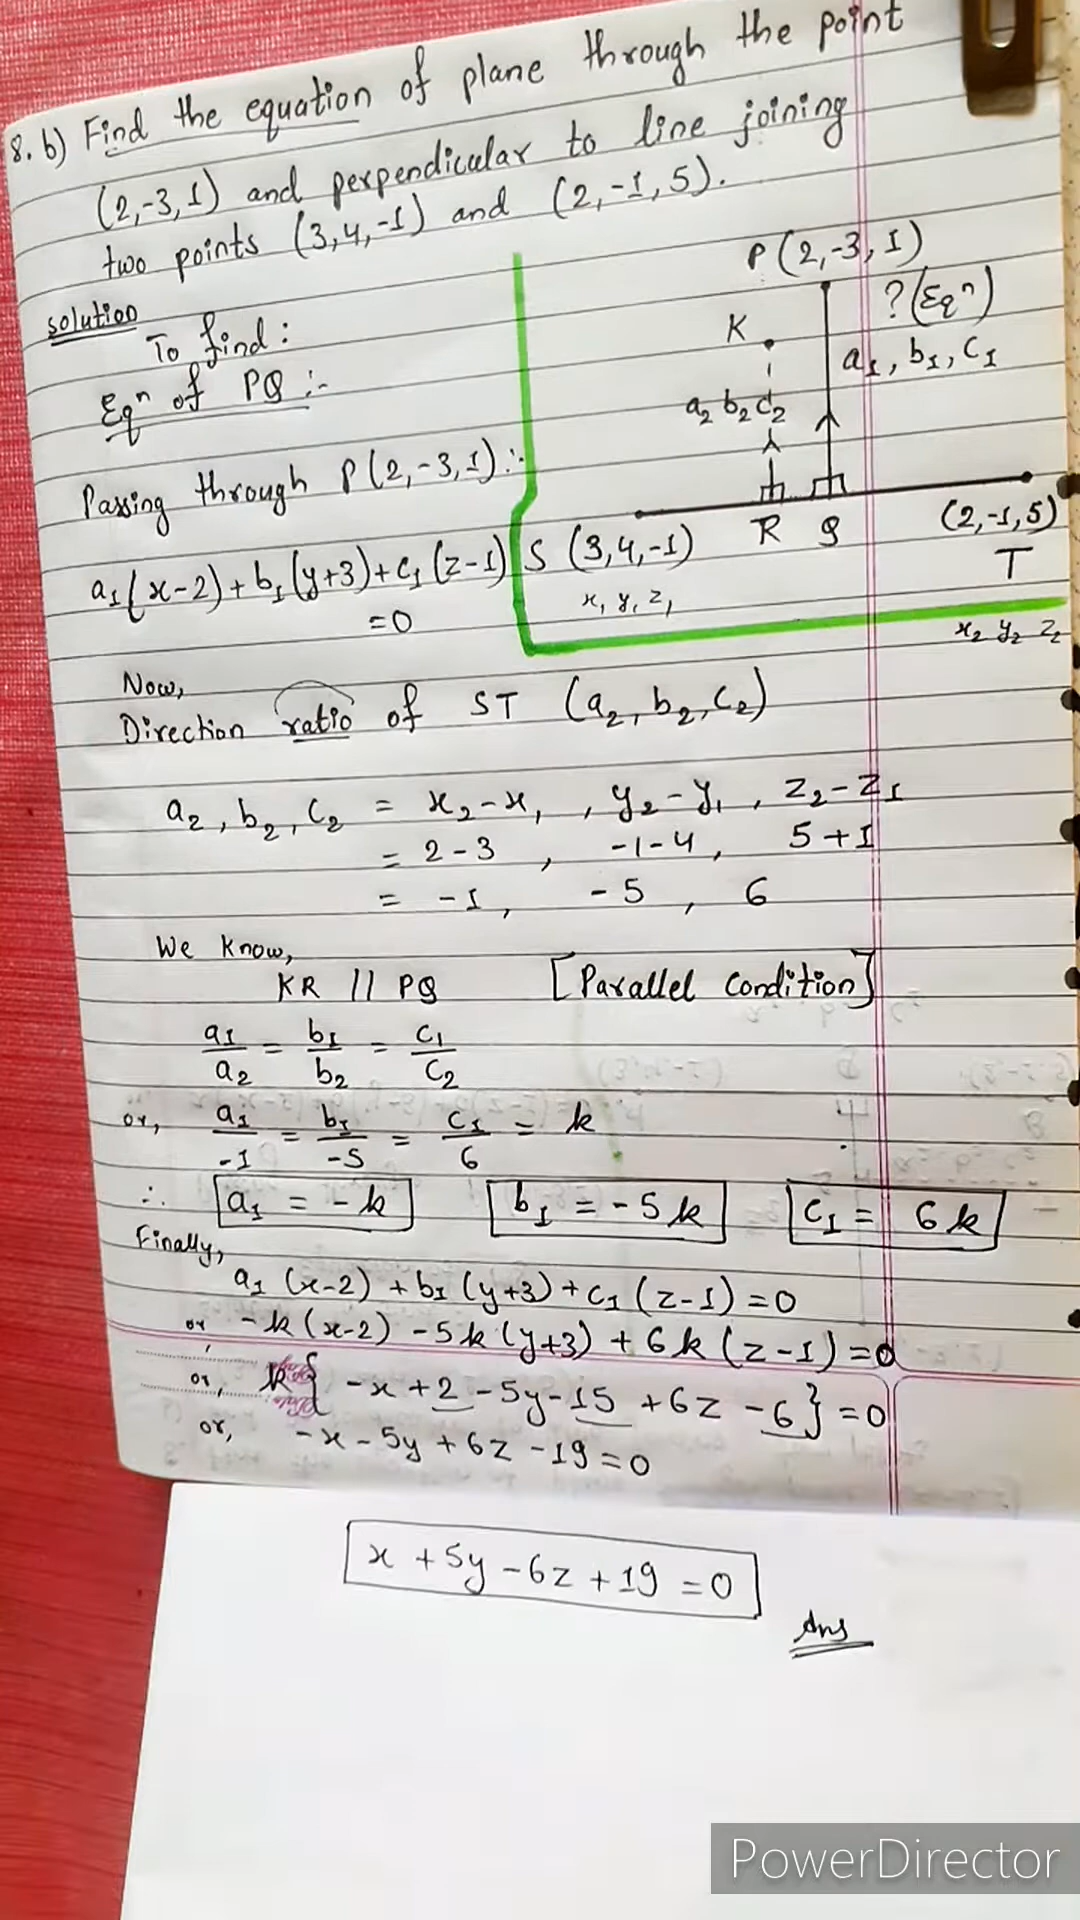 8. b) Find the equation of plane through the point
(2,-3,1) and perpendicular to line joining
two points (3,4,-1) and (2,-1,5).
solution
To find:
Eqⁿ of PQ :-
Passing through P(2,-3,1):-
a₁(x-2)+b₁(y+3)+c₁(z-1)
=0
P(2,-3,1)
?(Eqⁿ)
K
a₁, b₁, c₁
a₂ b₂ c₂
S (3,4,-1) R Q (2,-1,5)
T
x₁ y₁ z₁
x₂ y₂ z₂
Now,
Direction ratio of ST (a₂, b₂, c₂)
a₂, b₂, c₂ = x₂-x₁, y₂-y₁, z₂-z₁
= 2-3, -1-4, 5+1
= -1, -5, 6
We know,
KR // PQ [Parallel condition]
a₁/a₂ = b₁/b₂ = c₁/c₂
or, a₁/-1 = b₁/-5 = c₁/6 = k
∴ a₁ = -k b₁ = -5k c₁ = 6k
Finally,
a₁(x-2)+b₁(y+3)+c₁(z-1)=0
or, -k(x-2)-5k(y+3)+6k(z-1)=0
or, k{-x+2-5y-15+6z-6}=0
or, -x-5y+6z-19=0
x+5y-6z+19=0
Ans
PowerDirector